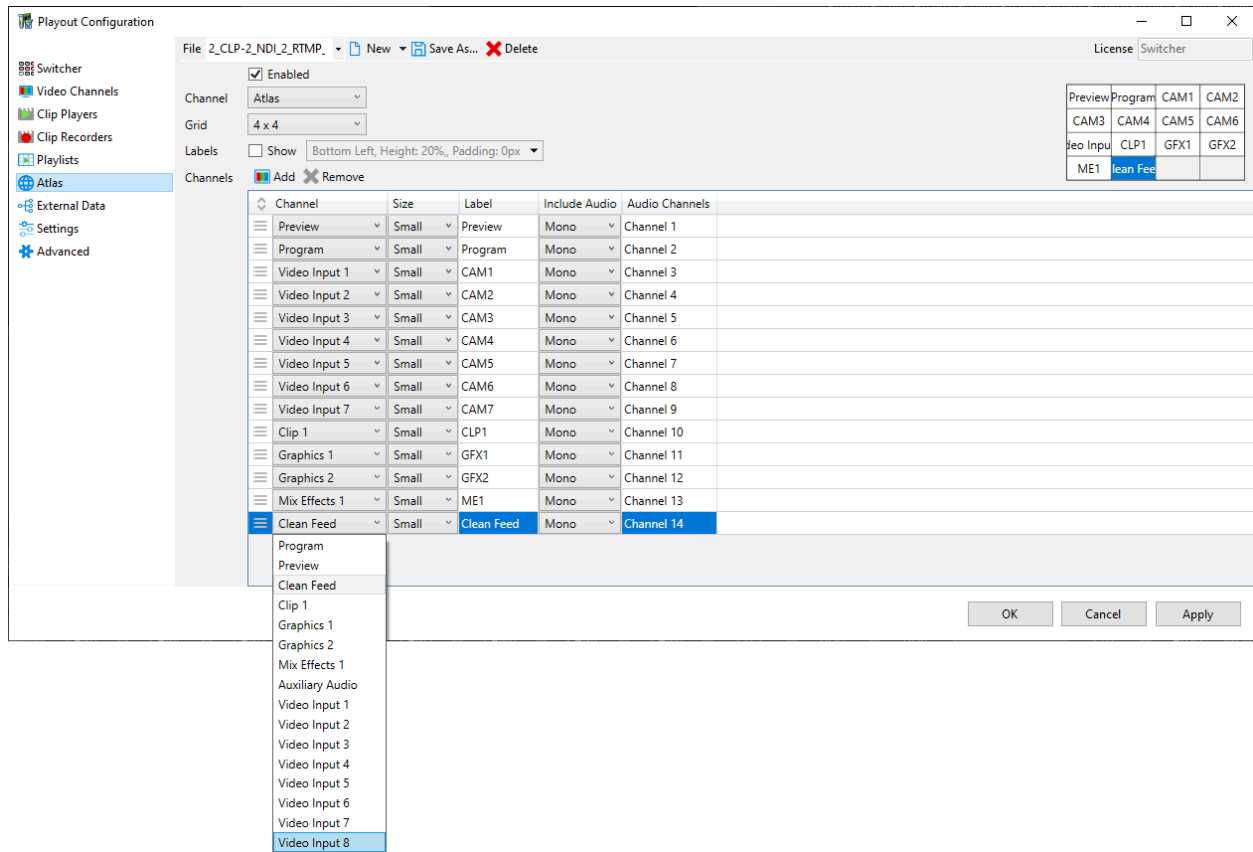 Playout Configuration
File 2_CLP-2_NDI_2_RTMP_ New Save As... Delete License Switcher
Switcher
Video Channels
Clip Players
Clip Recorders
Playlists
Atlas
External Data
Settings
Advanced
Enabled
Channel Atlas
Grid 4 x 4
Labels Show Bottom Left, Height: 20%,, Padding: 0px
Channels Add Remove
Preview Program CAM1 CAM2
CAM3 CAM4 CAM5 CAM6
deo Inpu CLP1 GFX1 GFX2
ME1 lean Fee
Channel Size Label Include Audio Audio Channels
Preview Small Preview Mono Channel 1
Program Small Program Mono Channel 2
Video Input 1 Small CAM1 Mono Channel 3
Video Input 2 Small CAM2 Mono Channel 4
Video Input 3 Small CAM3 Mono Channel 5
Video Input 4 Small CAM4 Mono Channel 6
Video Input 5 Small CAM5 Mono Channel 7
Video Input 6 Small CAM6 Mono Channel 8
Video Input 7 Small CAM7 Mono Channel 9
Clip 1 Small CLP1 Mono Channel 10
Graphics 1 Small GFX1 Mono Channel 11
Graphics 2 Small GFX2 Mono Channel 12
Mix Effects 1 Small ME1 Mono Channel 13
Clean Feed Small Clean Feed Mono Channel 14
Program
Preview
Clean Feed
Clip 1
Graphics 1
Graphics 2
Mix Effects 1
Auxiliary Audio
Video Input 1
Video Input 2
Video Input 3
Video Input 4
Video Input 5
Video Input 6
Video Input 7
Video Input 8
OK Cancel Apply